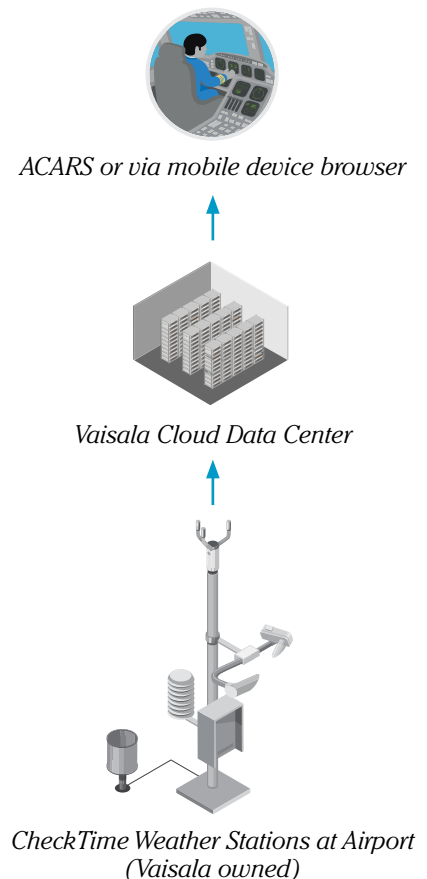 ACARS or via mobile device browser
Vaisala Cloud Data Center
CheckTime Weather Stations at Airport
(Vaisala owned)